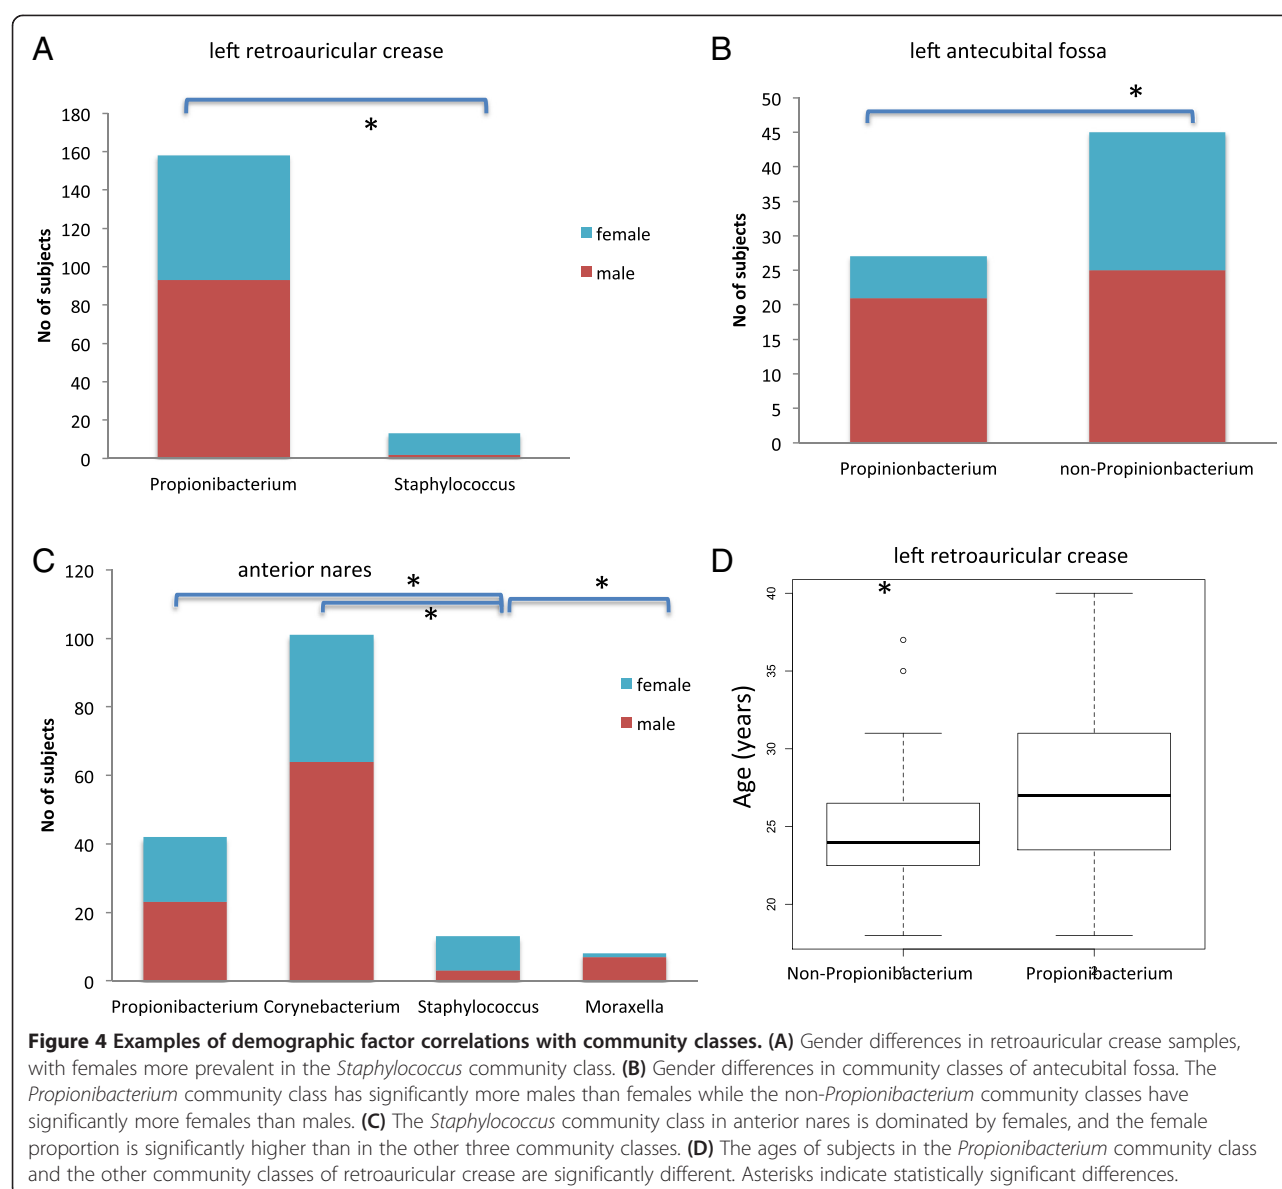 A
left retroauricular crease
*
180
160
140
120
100
80
60
40
20
0
No of subjects
female
male
Propionibacterium Staphylococcus
B
left antecubital fossa
*
50
45
40
35
30
25
20
15
10
5
0
No of subjects
Propinionbacterium non-Propinionbacterium
C
anterior nares
*
*
*
120
100
80
60
40
20
0
No of subjects
female
male
Propionibacterium Corynebacterium Staphylococcus Moraxella
D
left retroauricular crease
*
40
35
30
25
20
Age (years)
Non-Propionibacterium Propionibacterium
1 2
Figure 4 Examples of demographic factor correlations with community classes. (A) Gender differences in retroauricular crease samples,
with females more prevalent in the Staphylococcus community class. (B) Gender differences in community classes of antecubital fossa. The
Propionibacterium community class has significantly more males than females while the non-Propionibacterium community classes have
significantly more females than males. (C) The Staphylococcus community class in anterior nares is dominated by females, and the female
proportion is significantly higher than in the other three community classes. (D) The ages of subjects in the Propionibacterium community class
and the other community classes of retroauricular crease are significantly different. Asterisks indicate statistically significant differences.